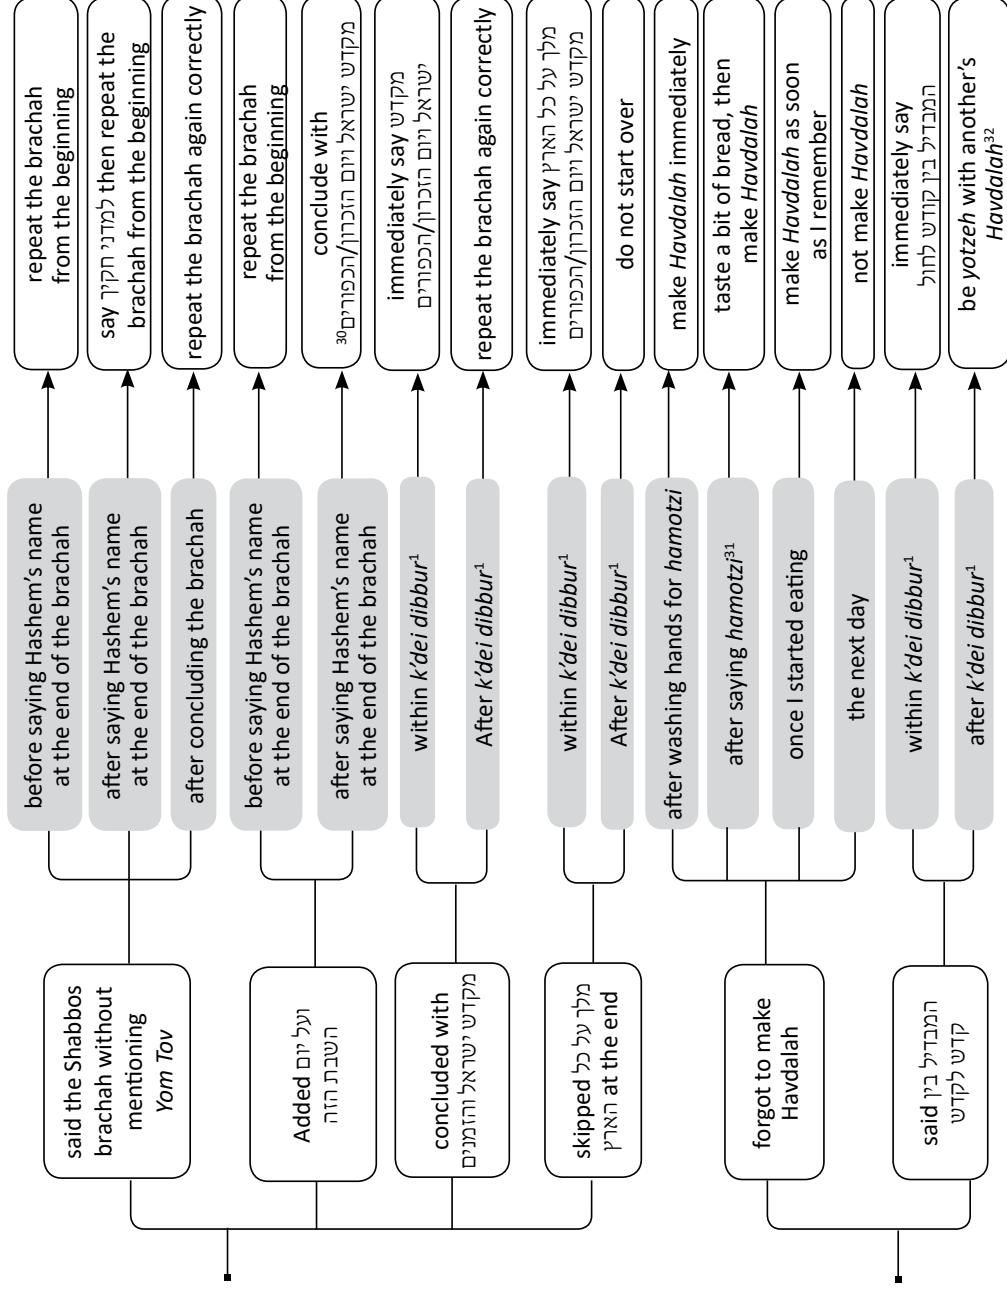 said the Shabbos
brachah without
mentioning
Yom Tov
before saying Hashem's name
at the end of the brachah
repeat the brachah
from the beginning
after saying Hashem's name
at the end of the brachah
say למדני חקיך then repeat the
brachah from the beginning
after concluding the brachah
repeat the brachah again correctly
Added ועל יום
השבת הזה
before saying Hashem's name
at the end of the brachah
repeat the brachah
from the beginning
after saying Hashem's name
at the end of the brachah
conclude with
מקדש ישראל ויום הזכרון/הכפורים30
concluded with
מקדש ישראל והזמנים
within k'dei dibbur1
immediately say מקדש
ישראל ויום הזכרון/הכפורים
After k'dei dibbur1
repeat the brachah again correctly
skipped מלך על כל
הארץ at the end
within k'dei dibbur1
immediately say מלך על כל הארץ
מקדש ישראל ויום הזכרון/הכפורים
After k'dei dibbur1
do not start over
forgot to make
Havdalah
after washing hands for hamotzi
make Havdalah immediately
after saying hamotzi31
taste a bit of bread, then
make Havdalah
once I started eating
make Havdalah as soon
as I remember
the next day
not make Havdalah
said המבדיל בין
קדש לקדש
within k'dei dibbur1
immediately say
המבדיל בין קודש לחול
after k'dei dibbur1
be yotzeh with another's
Havdalah32